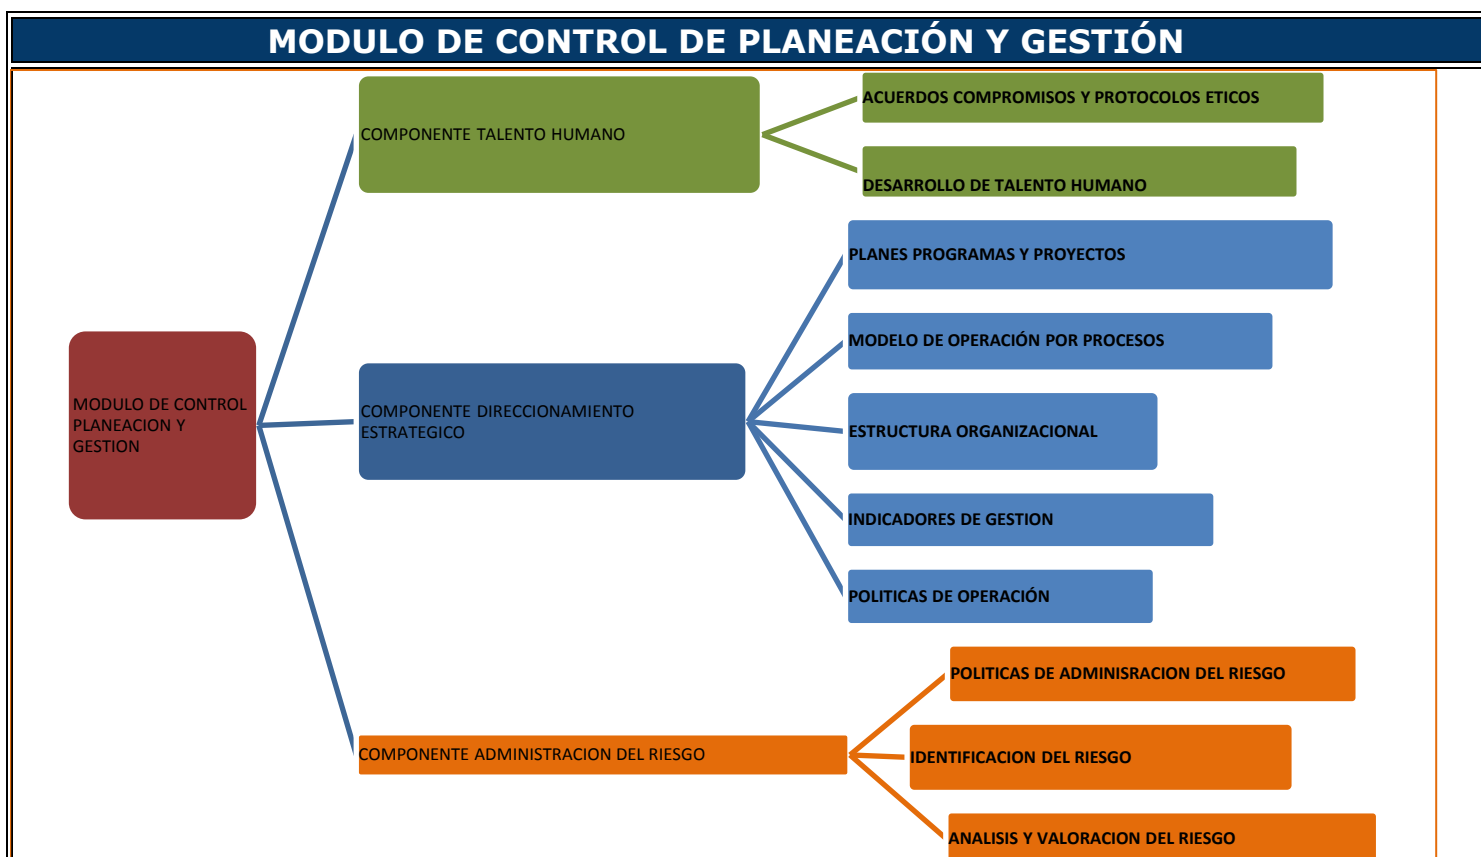 MODULO DE CONTROL DE PLANEACIÓN Y GESTIÓN
MODULO DE CONTROL
PLANEACION Y
GESTION
COMPONENTE TALENTO HUMANO
ACUERDOS COMPROMISOS Y PROTOCOLOS ETICOS
DESARROLLO DE TALENTO HUMANO
COMPONENTE DIRECCIONAMIENTO
ESTRATEGICO
PLANES PROGRAMAS Y PROYECTOS
MODELO DE OPERACIÓN POR PROCESOS
ESTRUCTURA ORGANIZACIONAL
INDICADORES DE GESTION
POLITICAS DE OPERACIÓN
COMPONENTE ADMINISTRACION DEL RIESGO
POLITICAS DE ADMINISRACION DEL RIESGO
IDENTIFICACION DEL RIESGO
ANALISIS Y VALORACION DEL RIESGO